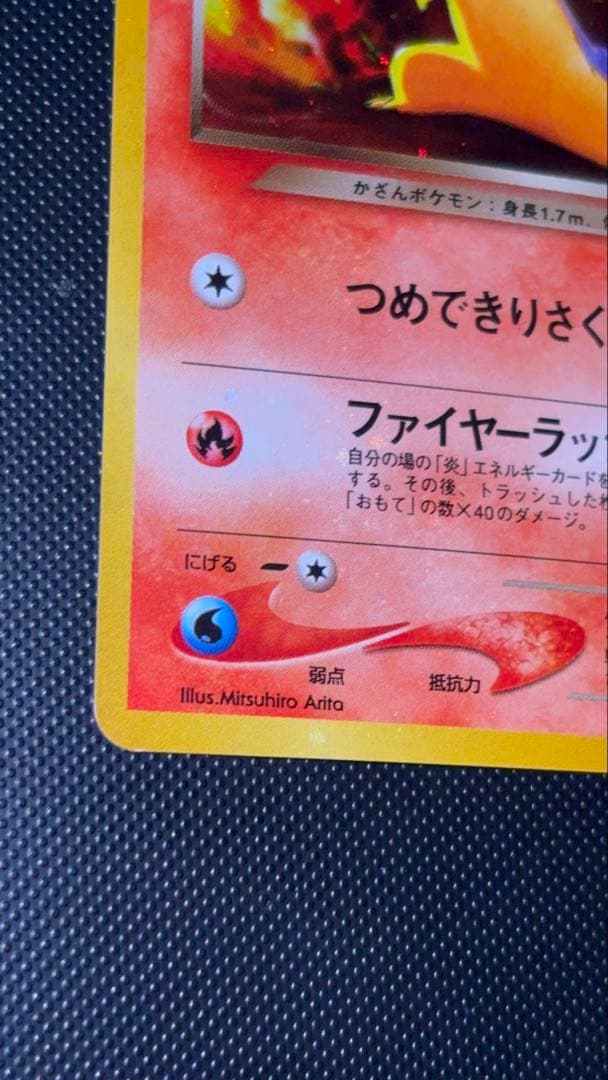 かざんポケモン：身長1.7m、
つめできりさく
ファイヤーラッ
自分の場の「炎」エネルギーカードを
する。その後、トラッシュした
「おもて」の数×40のダメージ。
にげる
弱点
抵抗力
Illus.Mitsuhiro Arita